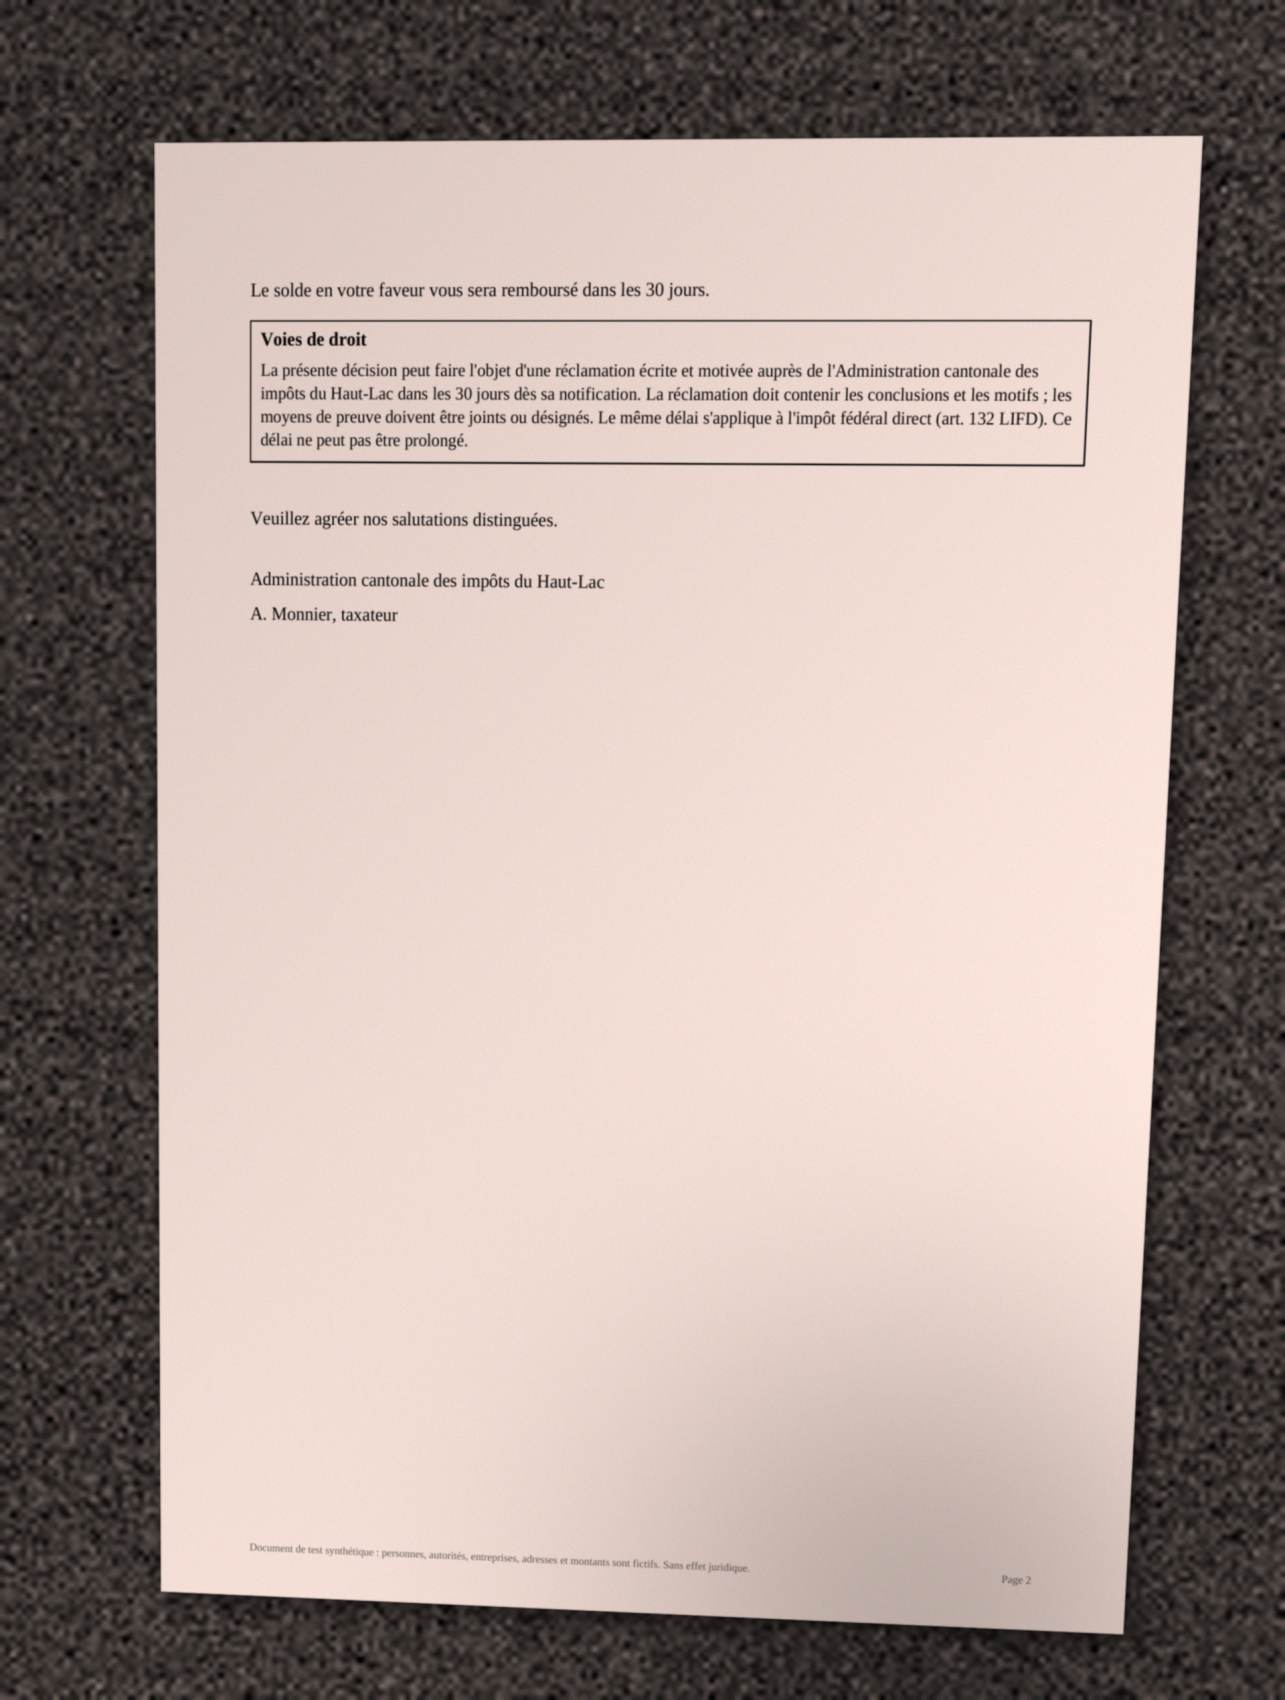 Le solde en votre faveur vous sera remboursé dans les 30 jours.
Voies de droit
La présente décision peut faire l'objet d'une réclamation écrite et motivée auprès de l'Administration cantonale des
impôts du Haut-Lac dans les 30 jours dès sa notification. La réclamation doit contenir les conclusions et les motifs ; les
moyens de preuve doivent être joints ou désignés. Le même délai s'applique à l'impôt fédéral direct (art. 132 LIFD). Ce
délai ne peut pas être prolongé.
Veuillez agréer nos salutations distinguées.
Administration cantonale des impôts du Haut-Lac
A. Monnier, taxateur
Document de test synthétique : personnes, autorités, entreprises, adresses et montants sont fictifs. Sans effet juridique.
Page 2